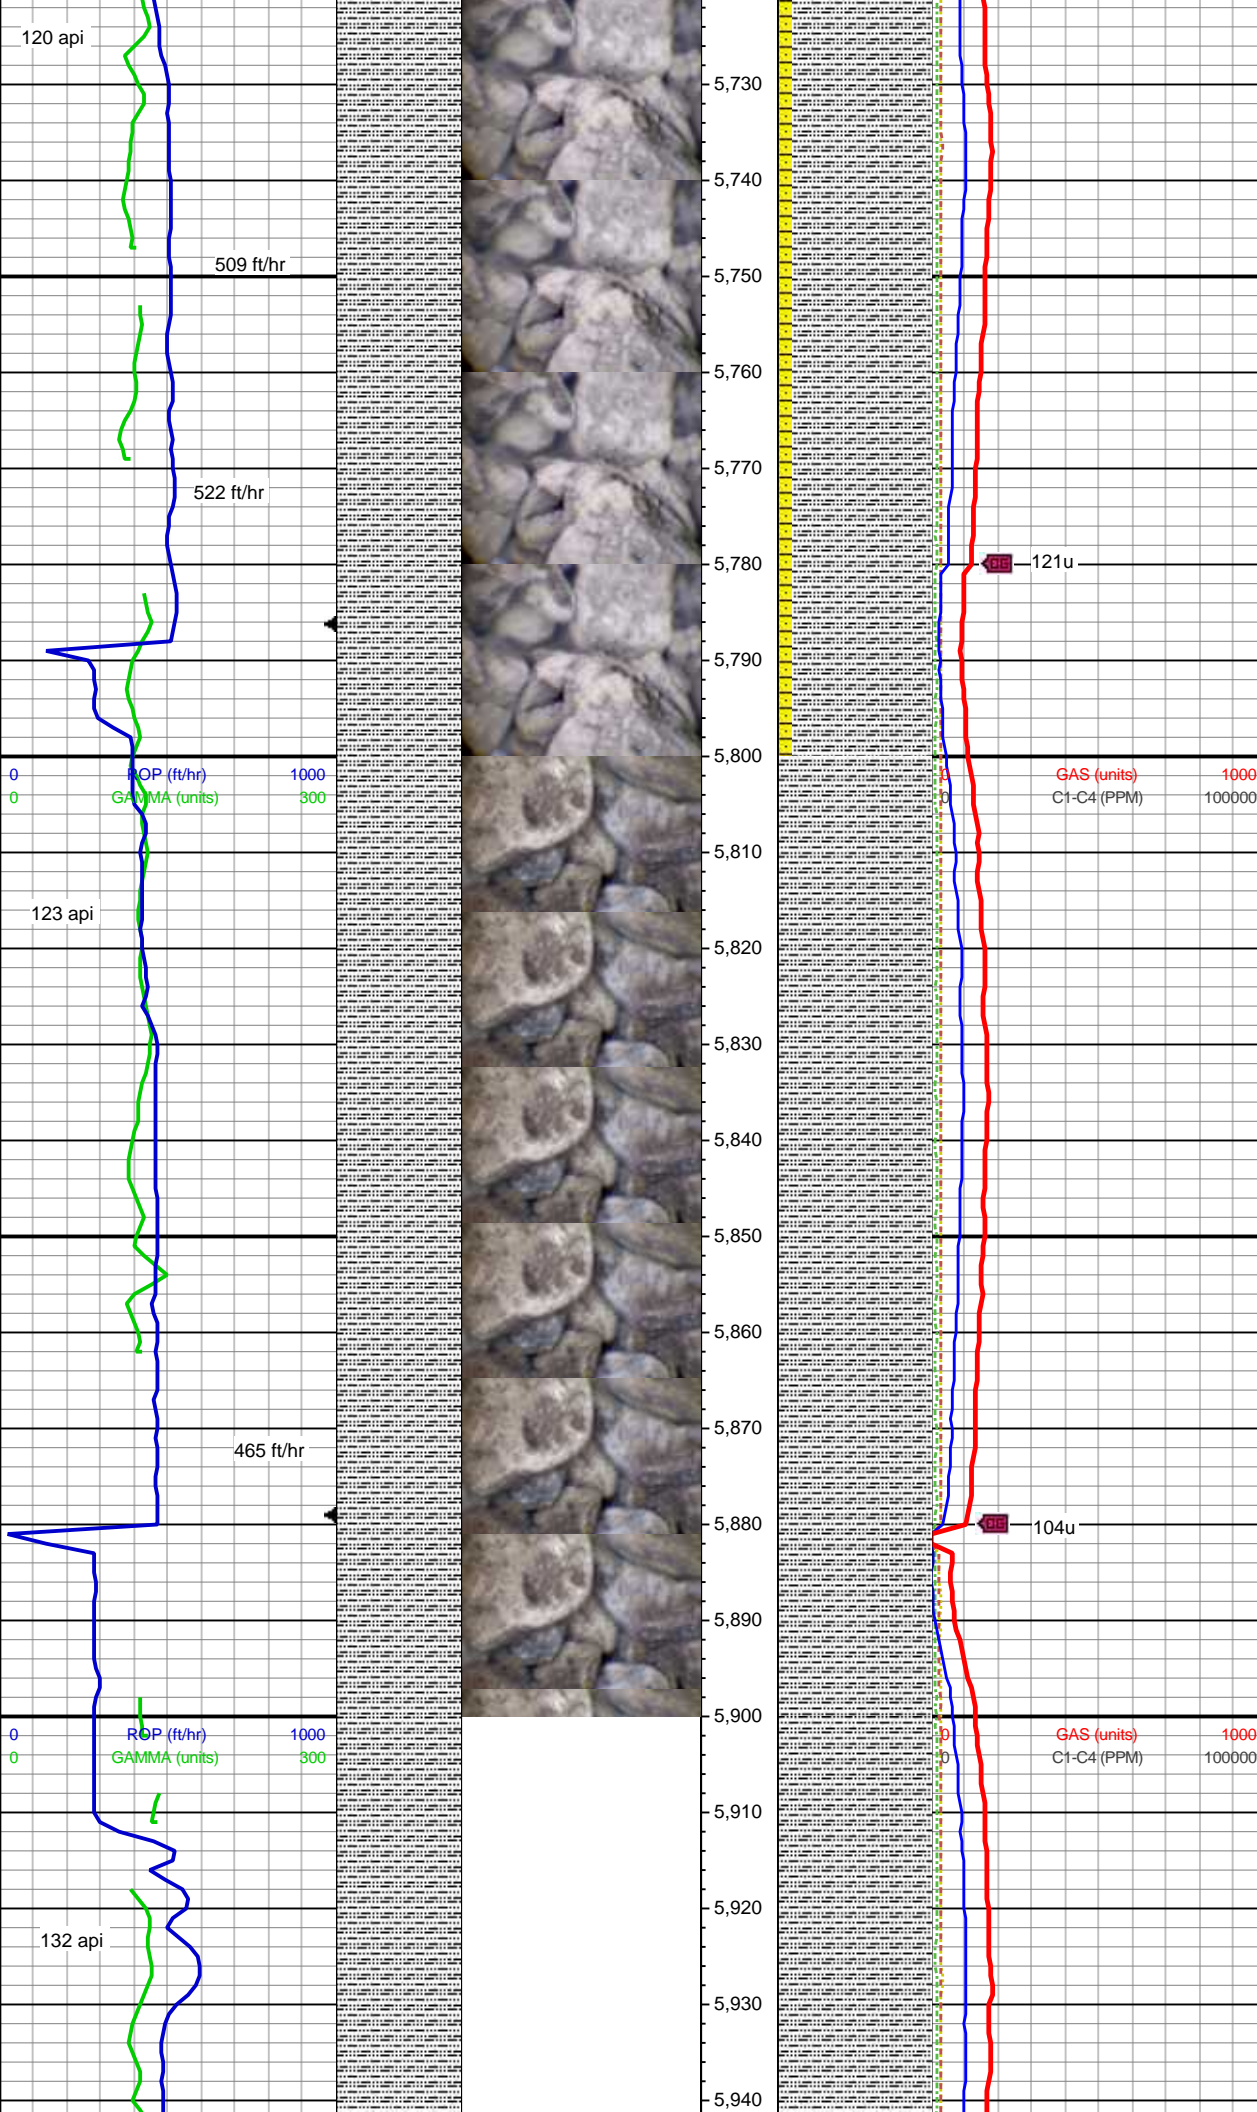 120 api
5,730
5,740
509 ft/hr
5,750
5,760
5,770
522 ft/hr
5,780
CG 121u
5,790
5,800
0 ROP (ft/hr) 1000
0 GAMMA (units) 300
0 GAS (units) 1000
0 C1-C4 (PPM) 100000
5,810
123 api
5,820
5,830
5,840
5,850
5,860
5,870
465 ft/hr
5,880
CG 104u
5,890
5,900
0 ROP (ft/hr) 1000
0 GAMMA (units) 300
0 GAS (units) 1000
0 C1-C4 (PPM) 100000
5,910
5,920
132 api
5,930
5,940